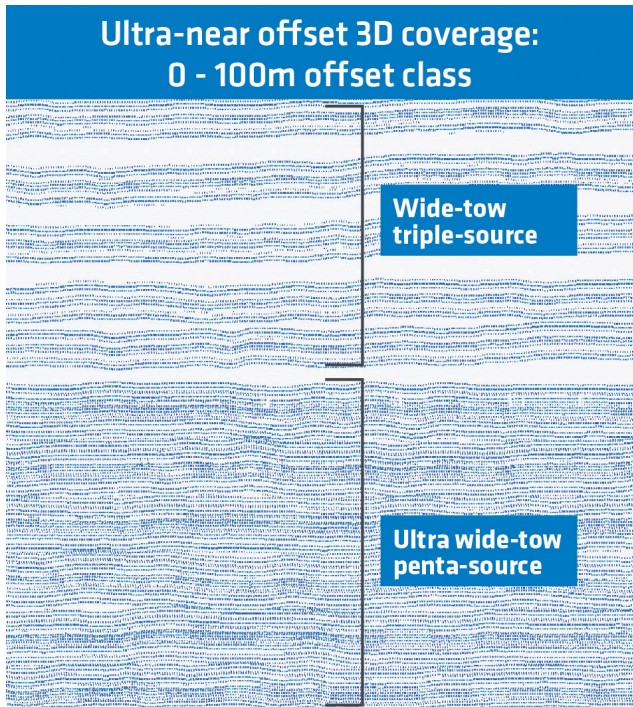 Ultra-near offset 3D coverage:
0 - 100m offset class
Wide-tow
triple-source
Ultra wide-tow
penta-source